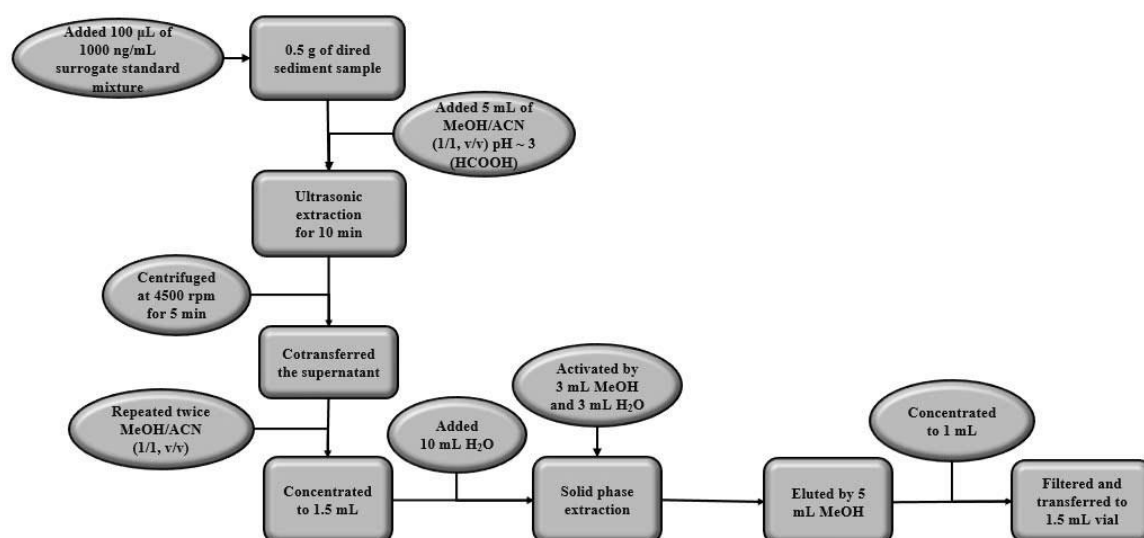 Added 100 µL of
1000 ng/mL
surrogate standard
mixture
0.5 g of dired
sediment sample
Added 5 mL of
MeOH/ACN
(1/1, v/v) pH ~ 3
(HCOOH)
Ultrasonic
extraction
for 10 min
Centrifuged
at 4500 rpm
for 5 min
Cotransferred
the supernatant
Repeated twice
MeOH/ACN
(1/1, v/v)
Concentrated
to 1.5 mL
Added
10 mL H₂O
Activated by
3 mL MeOH
and 3 mL H₂O
Solid phase
extraction
Eluted by 5
mL MeOH
Concentrated
to 1 mL
Filtered and
transferred to
1.5 mL vial